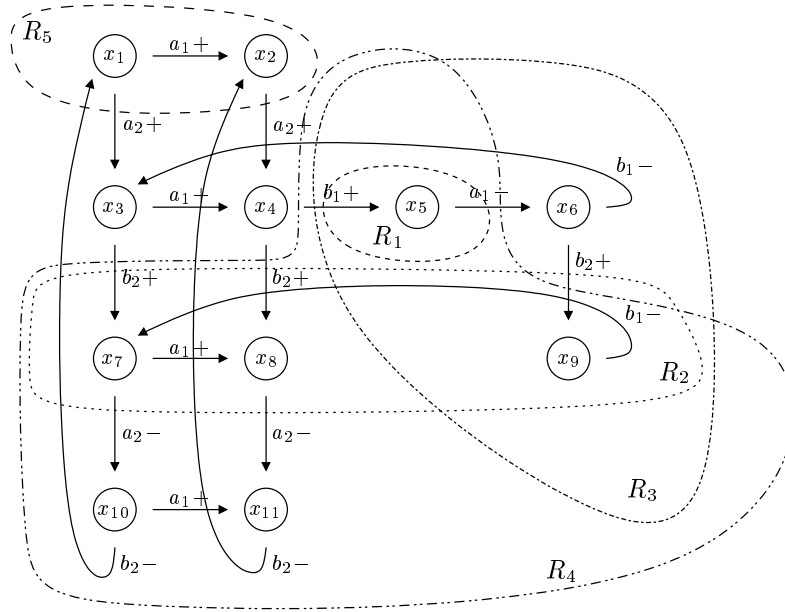 R5
x1 a1+ x2
a2+ a2+
b1−
x3 a1+ x4 b1+ x5 a1− x6
R1
b2+ b2+ b2+
b1−
x7 a1+ x8 x9
R2
a2− a2−
R3
x10 a1+ x11
b2− b2− R4